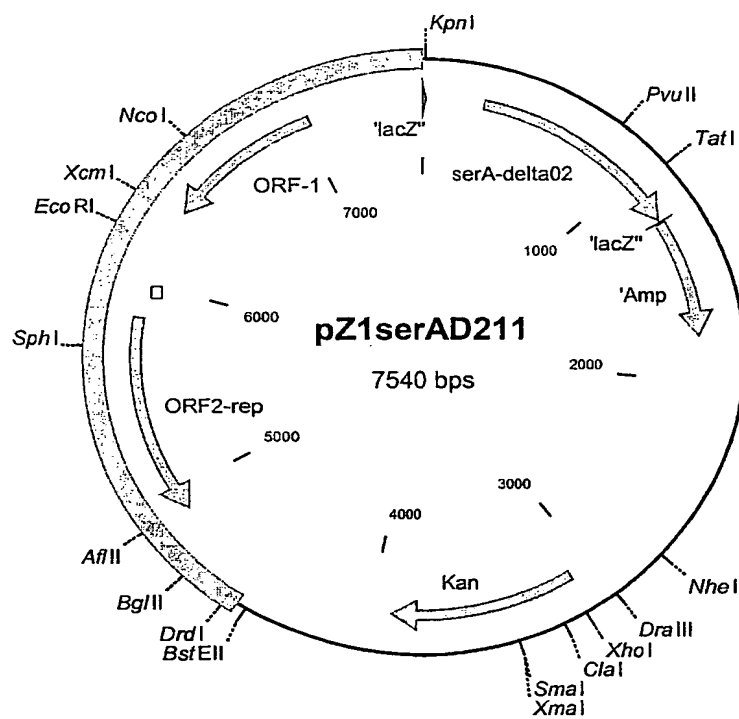 KpnI
PvuII
TatI
NcoI
XcmI
EcoRI
SphI
'lacZ"
serA-delta02
ORF-1
7000
1000
'lacZ"
'Amp
6000
pZ1serAD211
7540 bps
2000
ORF2-rep
5000
3000
4000
Kan
AflII
BglII
DrdI
BstEII
NheI
DraIII
XhoI
ClaI
SmaI
XmaI